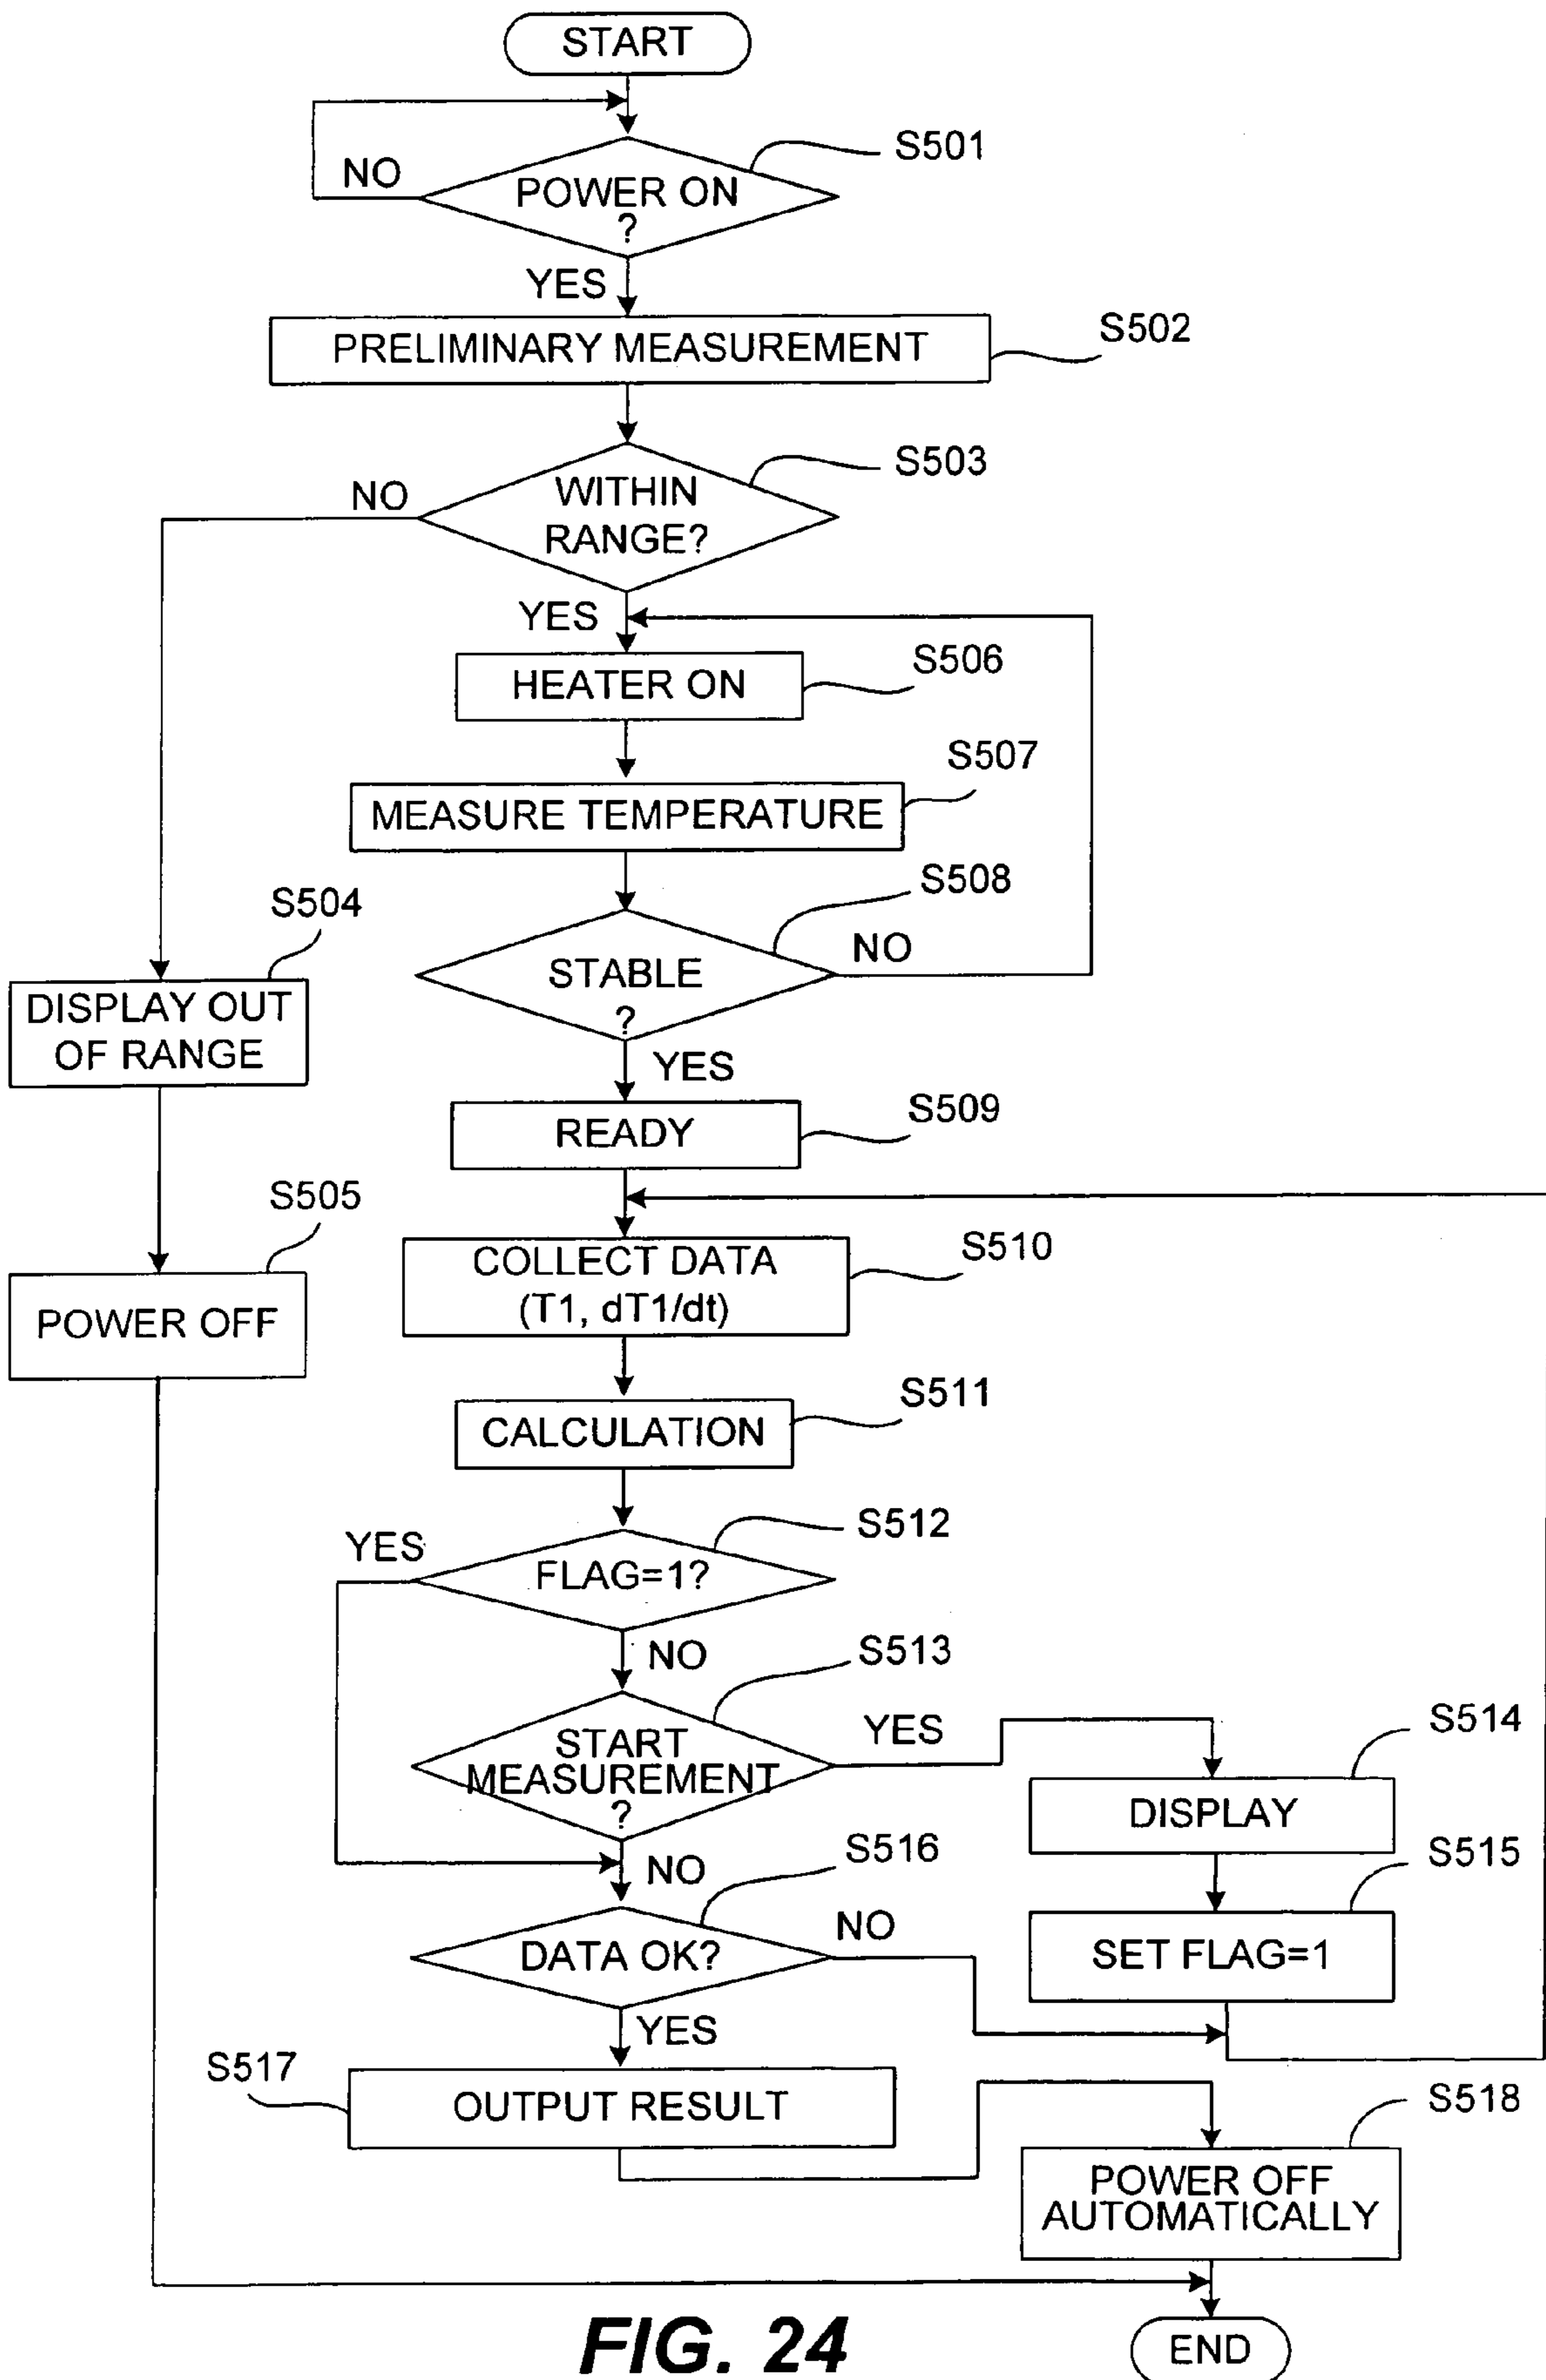 START
S501
NO
POWER ON
?
YES
S502
PRELIMINARY MEASUREMENT
S503
NO
WITHIN
RANGE?
YES
S506
HEATER ON
S507
MEASURE TEMPERATURE
S508
STABLE
?
NO
YES
S504
DISPLAY OUT
OF RANGE
S509
READY
S505
POWER OFF
S510
COLLECT DATA
(T1, dT1/dt)
S511
CALCULATION
S512
YES
FLAG=1?
NO
S513
START
MEASUREMENT
?
YES
S514
DISPLAY
NO
S516
S515
DATA OK?
NO
SET FLAG=1
YES
S517
OUTPUT RESULT
S518
POWER OFF
AUTOMATICALLY
END
FIG. 24